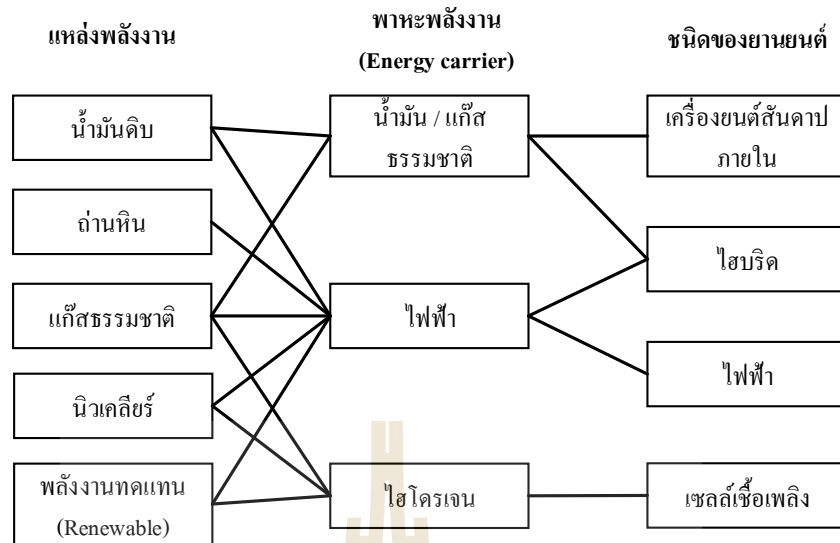 แหล่งพลังงาน
น้ำมันดิบ
ถ่านหิน
แก๊สธรรมชาติ
นิวเคลียร์
พลังงานทดแทน
(Renewable)
พาหะพลังงาน
(Energy carrier)
น้ำมัน / แก๊ส
ธรรมชาติ
ไฟฟ้า
ไฮโดรเจน
ชนิดของยานยนต์
เครื่องยนต์สันดาป
ภายใน
ไฮบริด
ไฟฟ้า
เซลล์เชื้อเพลิง